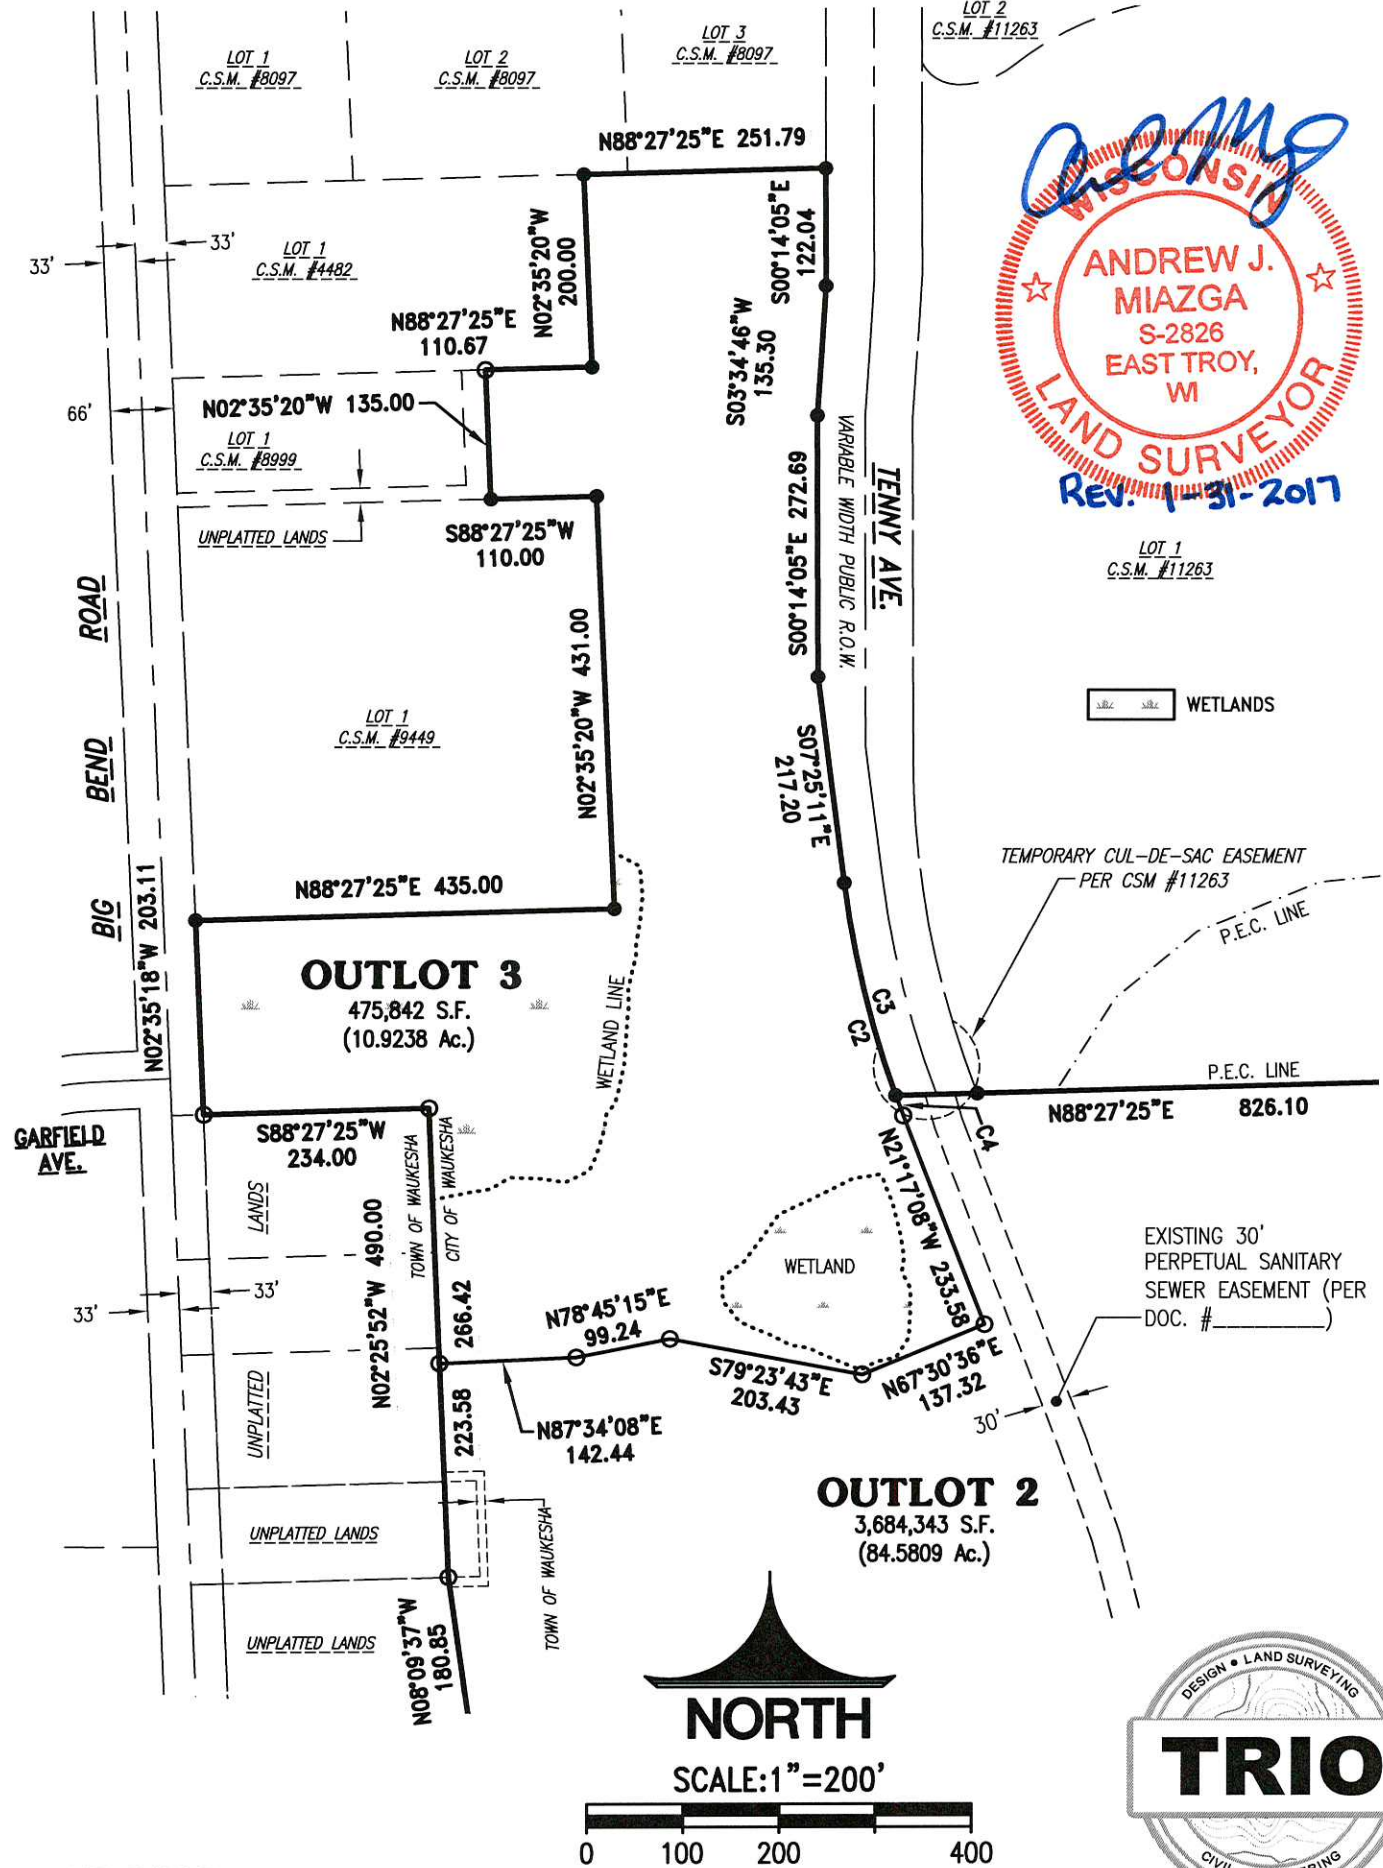 LOT 2
C.S.M. #11263
LOT 3
C.S.M. #8097
LOT 1
C.S.M. #8097
LOT 2
C.S.M. #8097
N88°27'25"E 251.79
33'
33'
LOT 1
C.S.M. #4482
N02°35'20"W
200.00
S00°14'05"E
122.04
WISCONSIN
ANDREW J.
MIAZGA
S-2826
EAST TROY,
WI
LAND SURVEYOR
REV. 1-31-2017
N88°27'25"E
110.67
S03°34'46"W
135.30
66'
N02°35'20"W 135.00
LOT 1
C.S.M. #8999
UNPLATTED LANDS
S88°27'25"W
110.00
S00°14'05"E 272.69
VARIABLE WIDTH PUBLIC R.O.W.
TENNY AVE.
LOT 1
C.S.M. #11263
BIG BEND ROAD
N02°35'20"W 431.00
WETLANDS
LOT 1
C.S.M. #9449
S07°25'11"E
217.20
TEMPORARY CUL-DE-SAC EASEMENT
PER CSM #11263
N88°27'25"E 435.00
N02°35'18"W 203.11
P.E.C. LINE
OUTLOT 3
475,842 S.F.
(10.9238 Ac.)
WETLAND LINE
C3
C2
P.E.C. LINE
N88°27'25"E 826.10
GARFIELD
AVE.
S88°27'25"W
234.00
C4
LANDS
TOWN OF WAUKESHA
CITY OF WAUKESHA
N21°17'08"W 233.58
N02°25'52"W 490.00
WETLAND
EXISTING 30'
PERPETUAL SANITARY
SEWER EASEMENT (PER
DOC. #__________)
33'
33'
266.42
N78°45'15"E
99.24
S79°23'43"E
203.43
N67°30'36"E
137.32
30'
UNPLATTED
223.58
N87°34'08"E
142.44
OUTLOT 2
3,684,343 S.F.
(84.5809 Ac.)
UNPLATTED LANDS
TOWN OF WAUKESHA
UNPLATTED LANDS
N08°09'37"W
180.85
NORTH
SCALE:1"=200'
0 100 200 400
DESIGN • LAND SURVEYING
TRIO